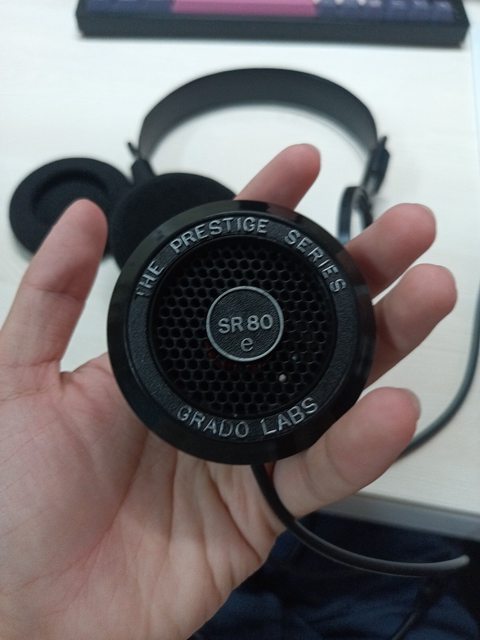 THE PRESTIGE SERIES
SR80
e
GRADO LABS